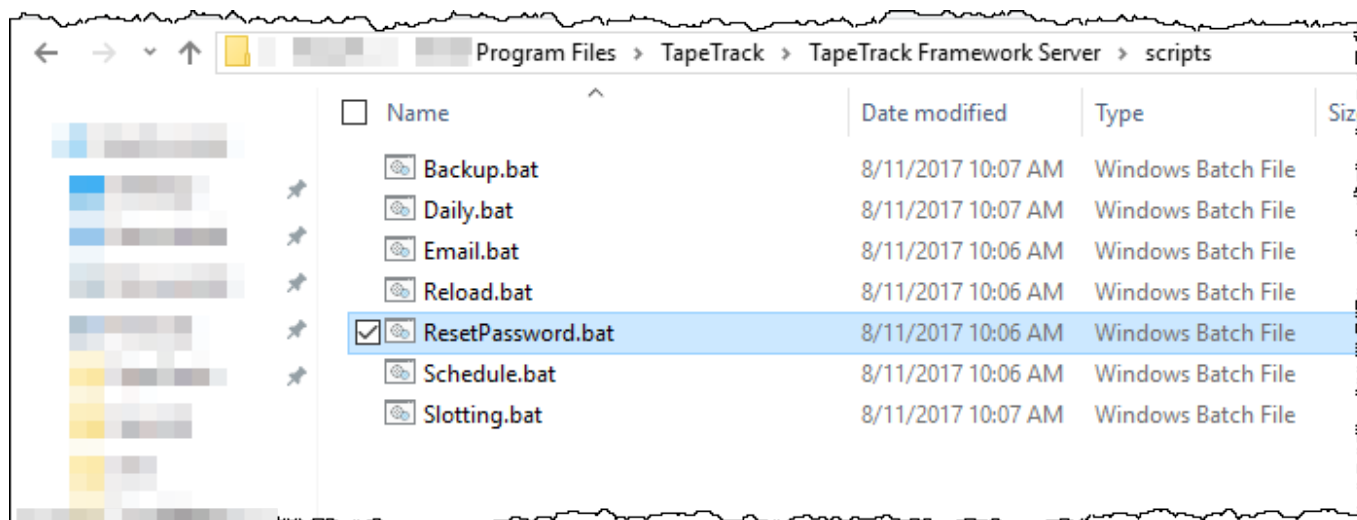 Program Files > TapeTrack > TapeTrack Framework Server > scripts
Name Date modified Type Siz
Backup.bat 8/11/2017 10:07 AM Windows Batch File
Daily.bat 8/11/2017 10:07 AM Windows Batch File
Email.bat 8/11/2017 10:06 AM Windows Batch File
Reload.bat 8/11/2017 10:06 AM Windows Batch File
ResetPassword.bat 8/11/2017 10:06 AM Windows Batch File
Schedule.bat 8/11/2017 10:06 AM Windows Batch File
Slotting.bat 8/11/2017 10:07 AM Windows Batch File